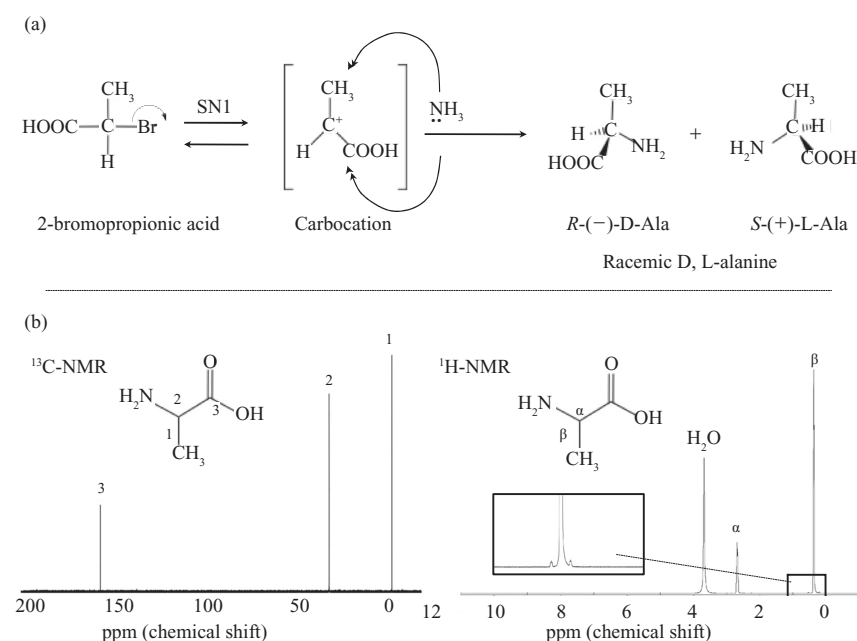 (a)
CH3
HOOC
C
Br
H
SN1
CH3
C+
H
COOH
N̈H3
CH3
H
C
HOOC
NH2
+
CH3
C
H
H2N
COOH
2-bromopropionic acid
Carbocation
R-(−)-D-Ala
S-(+)-L-Ala
Racemic D, L-alanine
(b)
13C-NMR
O
H2N
2
3
OH
1
CH3
1
2
3
200
150
100
50
0
12
ppm (chemical shift)
1H-NMR
O
H2N
α
OH
β
CH3
β
H2O
α
10
8
6
4
2
0
ppm (chemical shift)